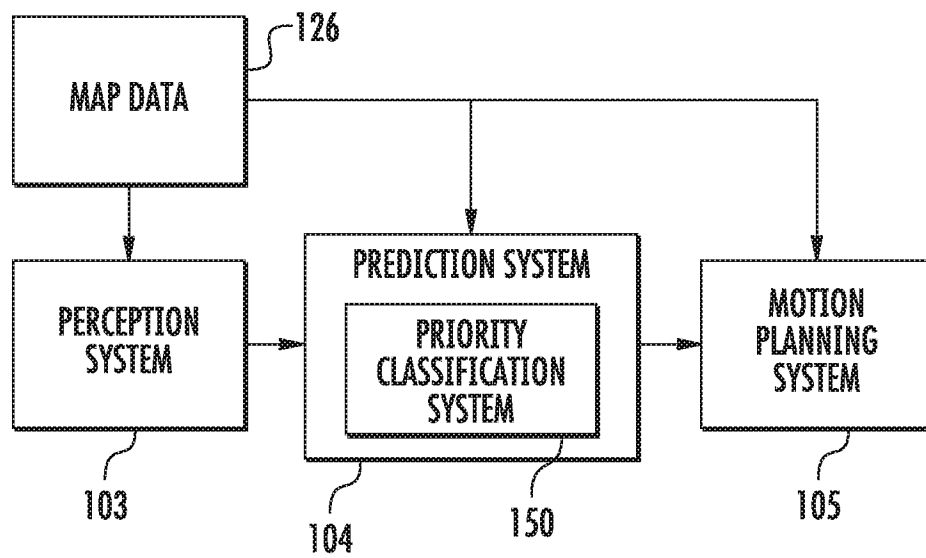 126
MAP DATA
PERCEPTION
SYSTEM
PREDICTION SYSTEM
PRIORITY
CLASSIFICATION
SYSTEM
MOTION
PLANNING
SYSTEM
103
104
150
105